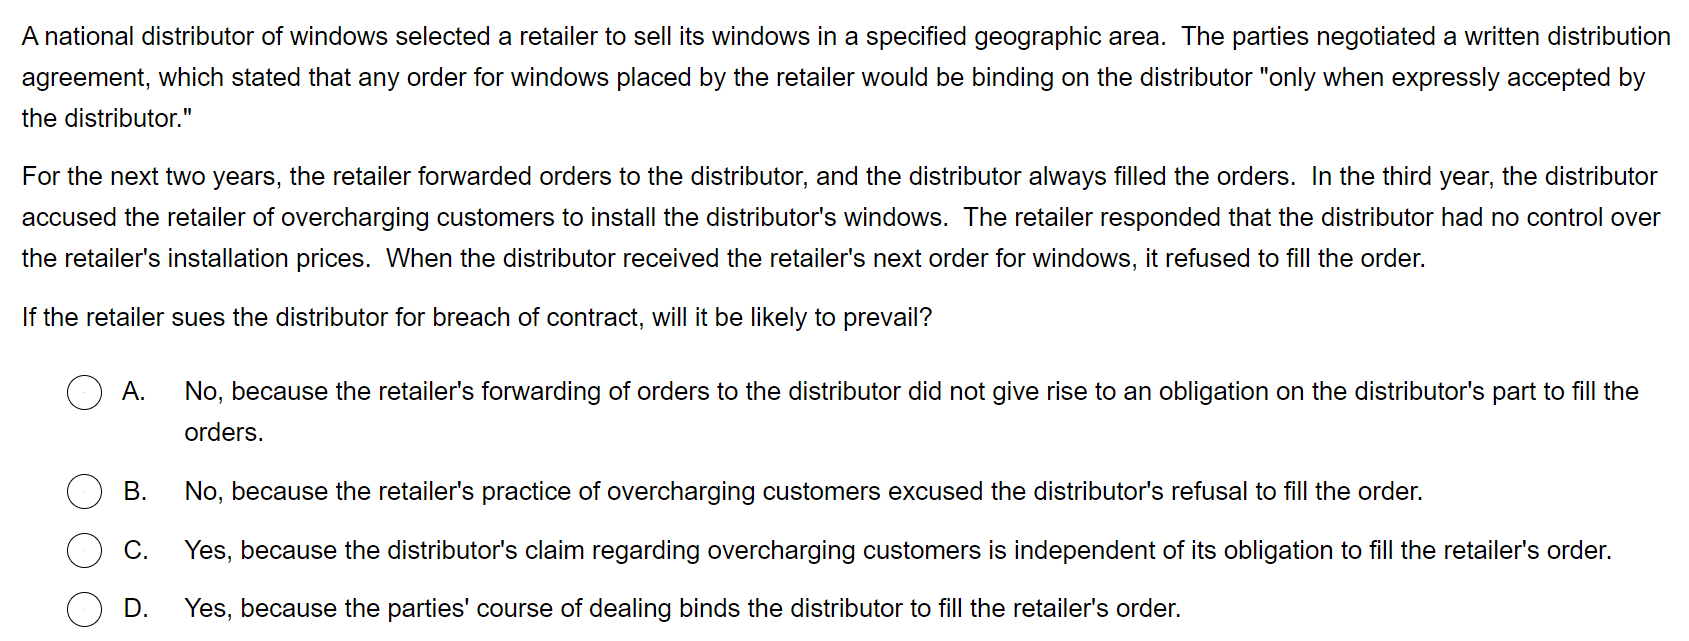 A national distributor of windows selected a retailer to sell its windows in a specified geographic area.  The parties negotiated a written distribution
agreement, which stated that any order for windows placed by the retailer would be binding on the distributor "only when expressly accepted by
the distributor."
For the next two years, the retailer forwarded orders to the distributor, and the distributor always filled the orders.  In the third year, the distributor
accused the retailer of overcharging customers to install the distributor's windows.  The retailer responded that the distributor had no control over
the retailer's installation prices.  When the distributor received the retailer's next order for windows, it refused to fill the order.
If the retailer sues the distributor for breach of contract, will it be likely to prevail?
A. No, because the retailer's forwarding of orders to the distributor did not give rise to an obligation on the distributor's part to fill the
orders.
B. No, because the retailer's practice of overcharging customers excused the distributor's refusal to fill the order.
C. Yes, because the distributor's claim regarding overcharging customers is independent of its obligation to fill the retailer's order.
D. Yes, because the parties' course of dealing binds the distributor to fill the retailer's order.